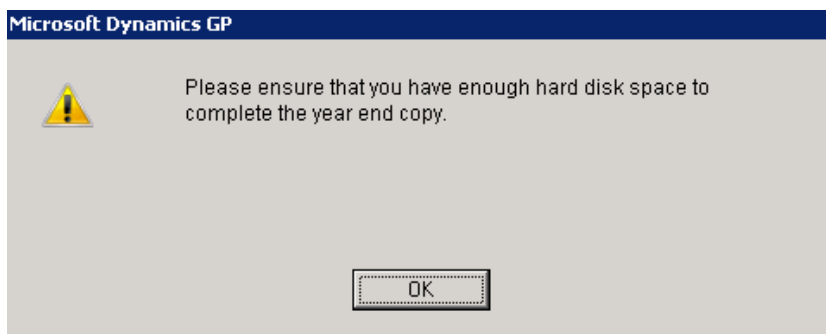 Microsoft Dynamics GP
Please ensure that you have enough hard disk space to
complete the year end copy.
OK